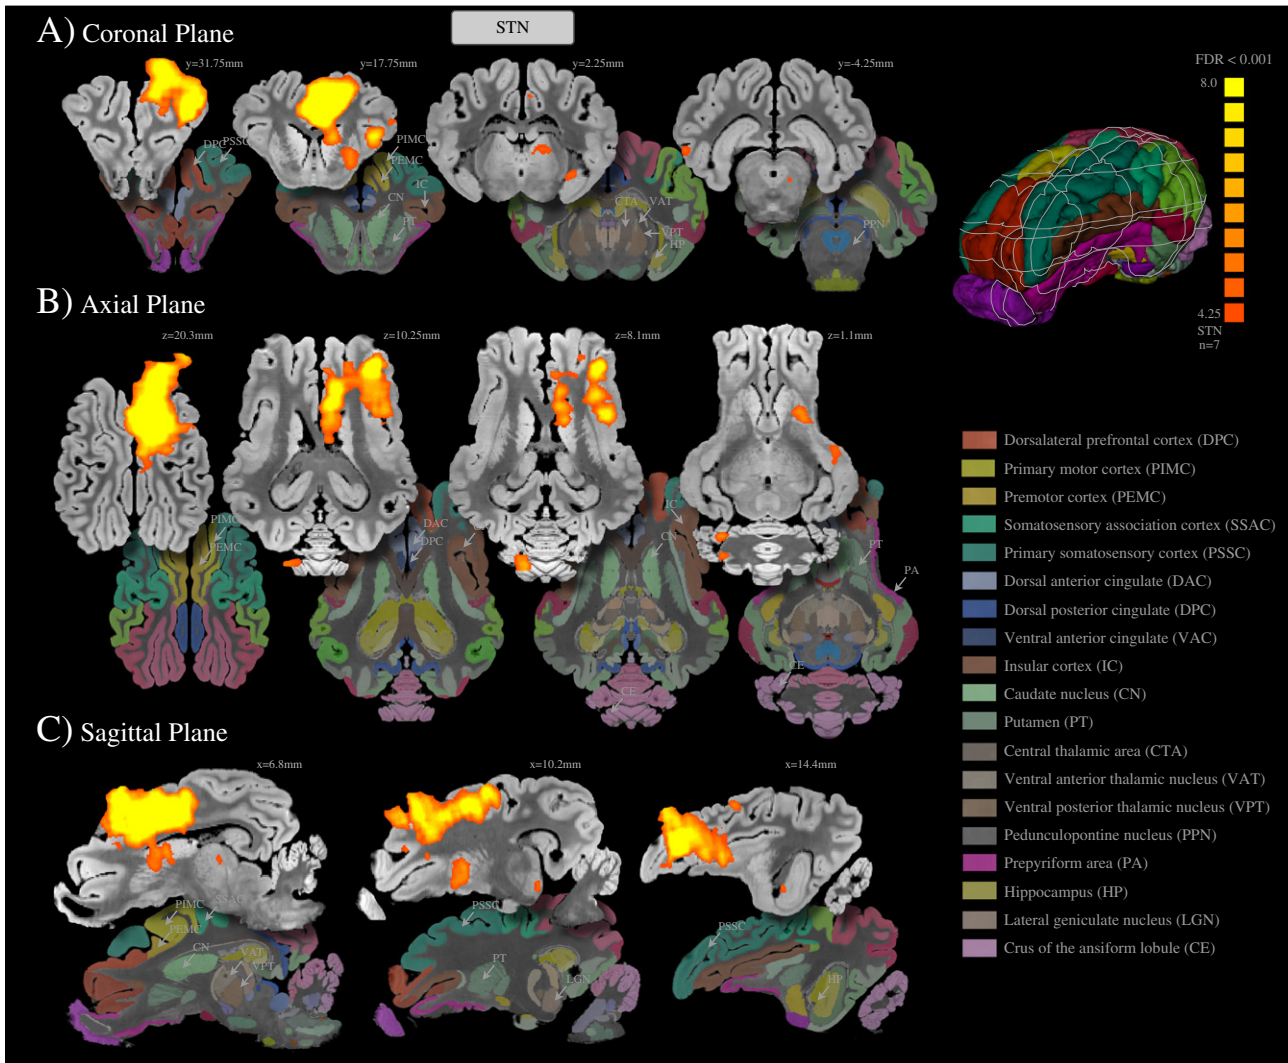 A) Coronal Plane
STN
y=31.75mm
y=17.75mm
y=2.25mm
y=-4.25mm
DPC
PSSC
PIMC
PEMC
CN
IC
PT
CTA
VAT
VPT
HP
PPN
FDR < 0.001
8.0
4.25
STN
n=7
B) Axial Plane
z=20.3mm
z=10.25mm
z=8.1mm
z=1.1mm
PIMC
PEMC
DAC
DPC
IC
CN
CE
PT
PA
CE
C) Sagittal Plane
x=6.8mm
x=10.2mm
x=14.4mm
PIMC
SSAC
PEMC
CN
VAT
VPT
PSSC
PT
LGN
PSSC
HP
Dorsalateral prefrontal cortex (DPC)
Primary motor cortex (PIMC)
Premotor cortex (PEMC)
Somatosensory association cortex (SSAC)
Primary somatosensory cortex (PSSC)
Dorsal anterior cingulate (DAC)
Dorsal posterior cingulate (DPC)
Ventral anterior cingulate (VAC)
Insular cortex (IC)
Caudate nucleus (CN)
Putamen (PT)
Central thalamic area (CTA)
Ventral anterior thalamic nucleus (VAT)
Ventral posterior thalamic nucleus (VPT)
Pedunculopontine nucleus (PPN)
Prepyriform area (PA)
Hippocampus (HP)
Lateral geniculate nucleus (LGN)
Crus of the ansiform lobule (CE)